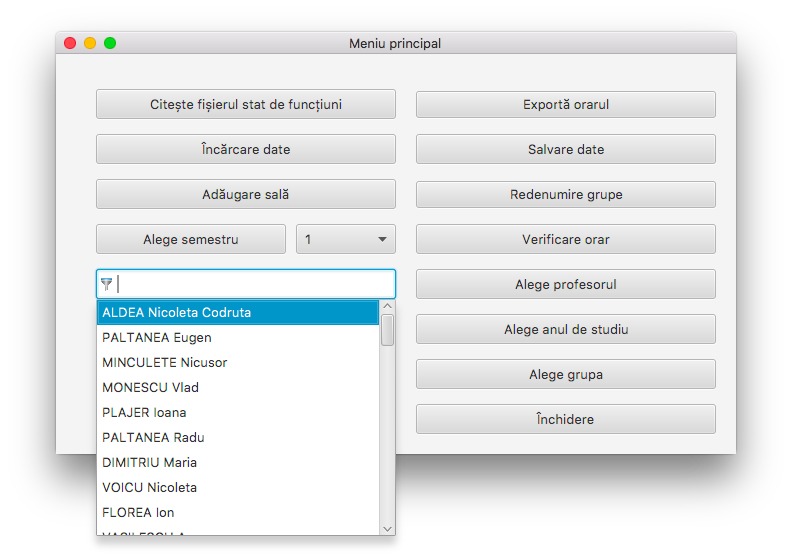 Meniu principal
Citește fișierul stat de funcțiuni
Exportă orarul
Încărcare date
Salvare date
Adăugare sală
Redenumire grupe
Alege semestru
1
Verificare orar
Alege profesorul
ALDEA Nicoleta Codruta
PALTANEA Eugen
Alege anul de studiu
MINCULETE Nicusor
MONESCU Vlad
Alege grupa
PLAJER Ioana
Închidere
PALTANEA Radu
DIMITRIU Maria
VOICU Nicoleta
FLOREA Ion